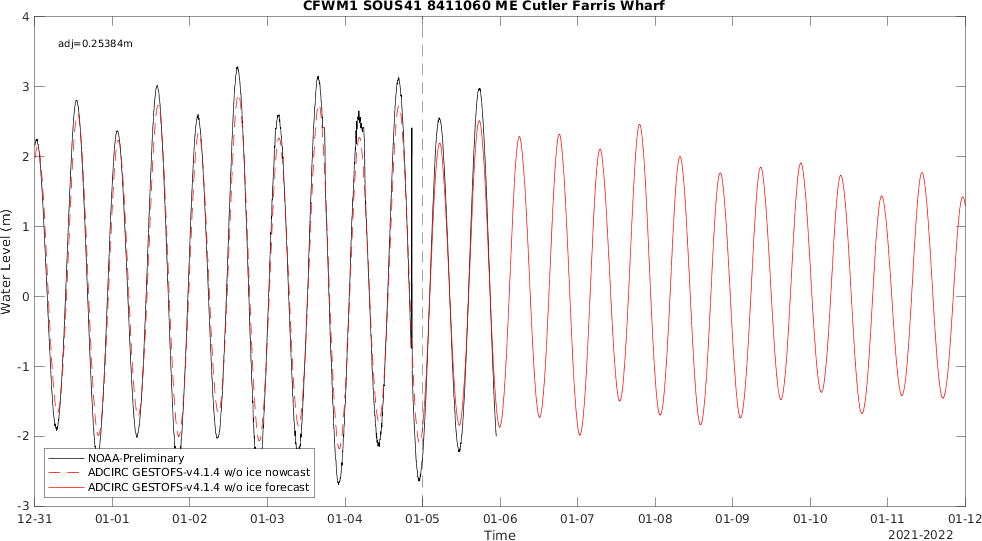 CFWM1 SOUS41 8411060 ME Cutler Farris Wharf
adj=0.25384m
Water Level (m)
4
3
2
1
0
-1
-2
-3
NOAA-Preliminary
ADCIRC GESTOFS-v4.1.4 w/o ice nowcast
ADCIRC GESTOFS-v4.1.4 w/o ice forecast
12-31 01-01 01-02 01-03 01-04 01-05 01-06 01-07 01-08 01-09 01-10 01-11 01-12
Time
2021-2022